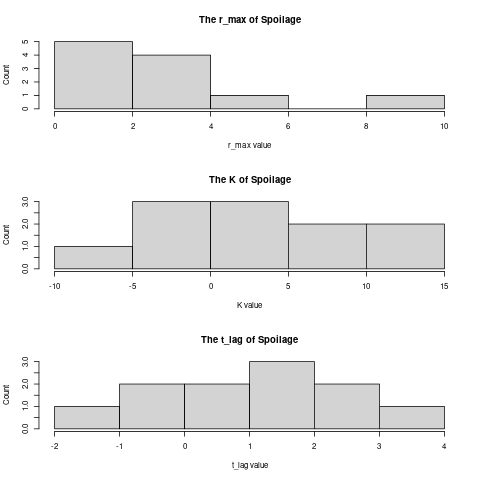 The r_max of Spoilage
Count
5
4
3
2
1
0
0 2 4 6 8 10
r_max value
The K of Spoilage
Count
3.0
2.0
1.0
0.0
-10 -5 0 5 10 15
K value
The t_lag of Spoilage
Count
3.0
2.0
1.0
0.0
-2 -1 0 1 2 3 4
t_lag value